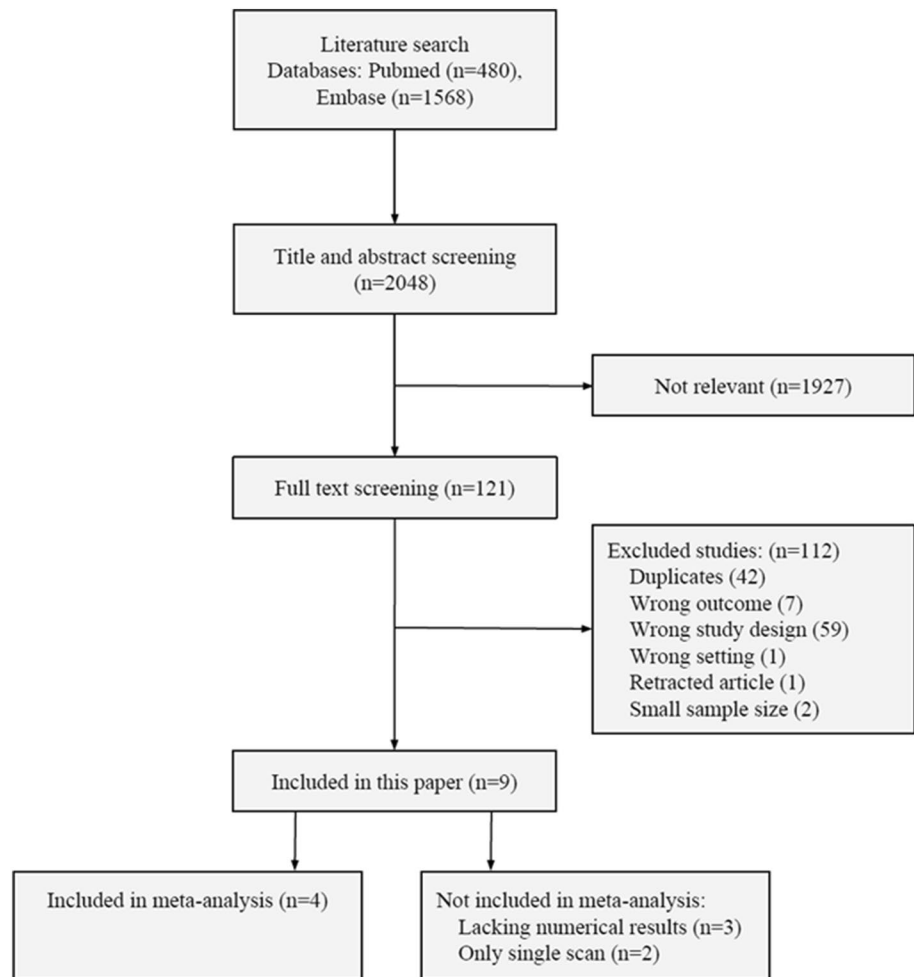 Literature search
Databases: Pubmed (n=480),
Embase (n=1568)
Title and abstract screening
(n=2048)
Not relevant (n=1927)
Full text screening (n=121)
Excluded studies: (n=112)
Duplicates (42)
Wrong outcome (7)
Wrong study design (59)
Wrong setting (1)
Retracted article (1)
Small sample size (2)
Included in this paper (n=9)
Included in meta-analysis (n=4)
Not included in meta-analysis:
Lacking numerical results (n=3)
Only single scan (n=2)